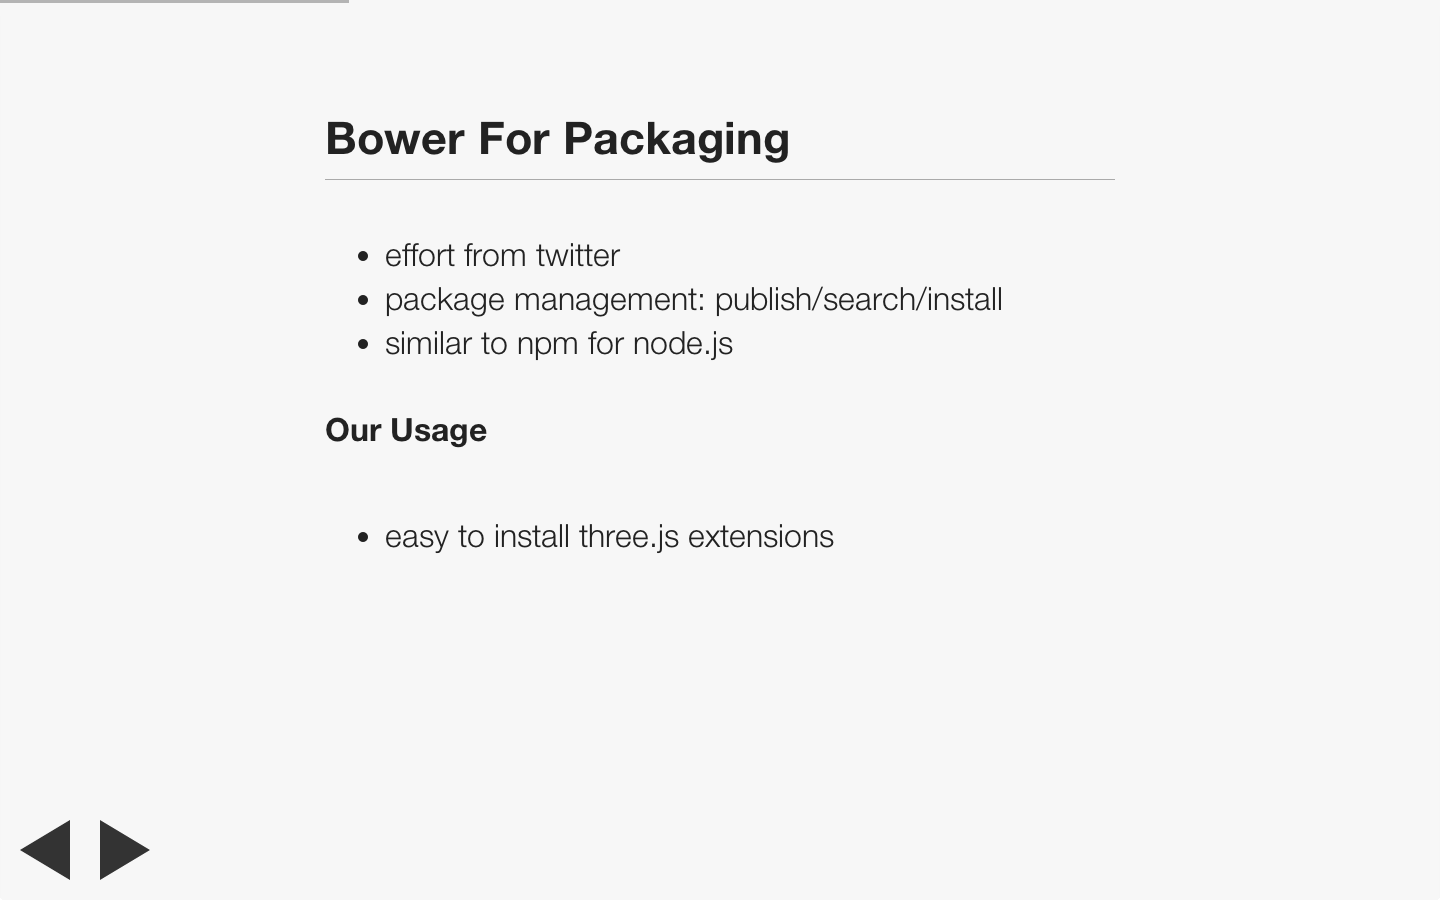 Bower For Packaging
effort from twitter
package management: publish/search/install
similar to npm for node.js
Our Usage
easy to install three.js extensions